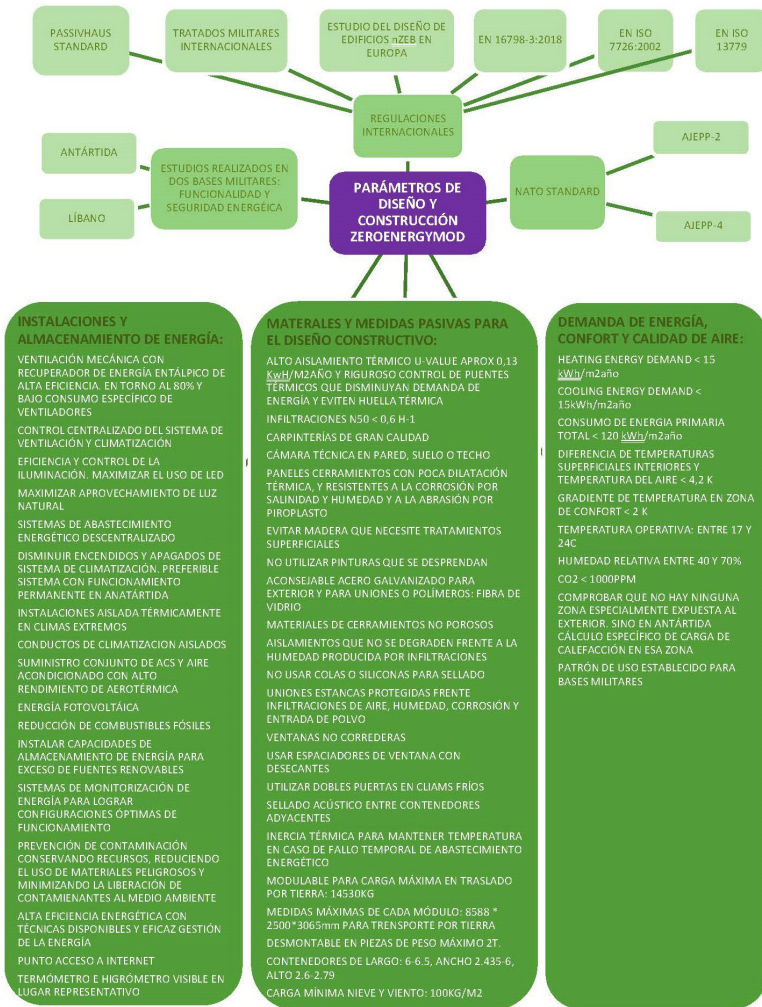 PASSIVHAUS
STANDARD
TRATADOS MILITARES
INTERNACIONALES
ESTUDIO DEL DISEÑO DE
EDIFICIOS nZEB EN
EUROPA
EN 16798-3:2018
EN ISO
7726:2002
EN ISO
13779
REGULACIONES
INTERNACIONALES
ANTÁRTIDA
LÍBANO
ESTUDIOS REALIZADOS EN
DOS BASES MILITARES:
FUNCIONALIDAD Y
SEGURIDAD ENERGÉICA
PARÁMETROS DE
DISEÑO Y
CONSTRUCCIÓN
ZEROENERGYMOD
NATO STANDARD
AJEPP-2
AJEPP-4
INSTALACIONES Y
ALMACENAMIENTO DE ENERGÍA:
VENTILACIÓN MECÁNICA CON
RECUPERADOR DE ENERGÍA ENTÁLPICO DE
ALTA EFICIENCIA. EN TORNO AL 80% Y
BAJO CONSUMO ESPECÍFICO DE
VENTILADORES
CONTROL CENTRALIZADO DEL SISTEMA DE
VENTILACIÓN Y CLIMATIZACIÓN
EFICIENCIA Y CONTROL DE LA
ILUMINACIÓN. MAXIMIZAR EL USO DE LED
MAXIMIZAR APROVECHAMIENTO DE LUZ
NATURAL
SISTEMAS DE ABASTECIMIENTO
ENERGÉTICO DESCENTRALIZADO
DISMINUIR ENCENDIDOS Y APAGADOS DE
SISTEMA DE CLIMATIZACIÓN. PREFERIBLE
SISTEMA CON FUNCIONAMIENTO
PERMANENTE EN ANATÁRTIDA
INSTALACIONES AISLADA TÉRMICAMENTE
EN CLIMAS EXTREMOS
CONDUCTOS DE CLIMATIZACION AISLADOS
SUMINISTRO CONJUNTO DE ACS Y AIRE
ACONDICIONADO CON ALTO
RENDIMIENTO DE AEROTÉRMICA
ENERGÍA FOTOVOLTÁICA
REDUCCIÓN DE COMBUSTIBLES FÓSILES
INSTALAR CAPACIDADES DE
ALMACENAMIENTO DE ENERGÍA PARA
EXCESO DE FUENTES RENOVABLES
SISTEMAS DE MONITORIZACIÓN DE
ENERGÍA PARA LOGRAR
CONFIGURACIONES ÓPTIMAS DE
FUNCIONAMIENTO
PREVENCIÓN DE CONTAMINACIÓN
CONSERVANDO RECURSOS, REDUCIENDO
EL USO DE MATERIALES PELIGROSOS Y
MINIMIZANDO LA LIBERACIÓN DE
CONTAMIENANTES AL MEDIO AMBIENTE
ALTA EFICIENCIA ENERGÉTICA CON
TÉCNICAS DISPONIBLES Y EFICAZ GESTIÓN
DE LA ENERGÍA
PUNTO ACCESO A INTERNET
TERMÓMETRO E HIGRÓMETRO VISIBLE EN
LUGAR REPRESENTATIVO
MATERIALES Y MEDIDAS PASIVAS PARA
EL DISEÑO CONSTRUCTIVO:
ALTO AISLAMIENTO TÉRMICO U-VALUE APROX 0,13
KwH/M2AÑO Y RIGUROSO CONTROL DE PUENTES
TÉRMICOS QUE DISMINUYAN DEMANDA DE
ENERGÍA Y EVITEN HUELLA TÉRMICA
INFILTRACIONES N50 < 0,6 H-1
CARPINTERÍAS DE GRAN CALIDAD
CÁMARA TÉCNICA EN PARED, SUELO O TECHO
PANELES CERRAMIENTOS CON POCA DILATACIÓN
TÉRMICA, Y RESISTENTES A LA CORROSIÓN POR
SALINIDAD Y HUMEDAD Y A LA ABRASIÓN POR
PIROPLASTO
EVITAR MADERA QUE NECESITE TRATAMIENTOS
SUPERFICIALES
NO UTILIZAR PINTURAS QUE SE DESPRENDAN
ACONSEJABLE ACERO GALVANIZADO PARA
EXTERIOR Y PARA UNIONES O POLÍMEROS: FIBRA DE
VIDRIO
MATERIALES DE CERRAMIENTOS NO POROSOS
AISLAMIENTOS QUE NO SE DEGRADEN FRENTE A LA
HUMEDAD PRODUCIDA POR INFILTRACIONES
NO USAR COLAS O SILICONAS PARA SELLADO
UNIONES ESTANCAS PROTEGIDAS FRENTE
INFILTRACIONES DE AIRE, HUMEDAD, CORROSIÓN Y
ENTRADA DE POLVO
VENTANAS NO CORREDERAS
USAR ESPACIADORES DE VENTANA CON
DESECANTES
UTILIZAR DOBLES PUERTAS EN CLIAMS FRÍOS
SELLADO ACÚSTICO ENTRE CONTENEDORES
ADYACENTES
INERCIA TÉRMICA PARA MANTENER TEMPERATURA
EN CASO DE FALLO TEMPORAL DE ABASTECIMIENTO
ENERGÉTICO
MODULABLE PARA CARGA MÁXIMA EN TRASLADO
POR TIERRA: 14530KG
MEDIDAS MÁXIMAS DE CADA MÓDULO: 8588 *
2500*3065mm PARA TRENSPORTE POR TIERRA
DESMONTABLE EN PIEZAS DE PESO MÁXIMO 2T.
CONTENEDORES DE LARGO: 6-6.5, ANCHO 2.435-6,
ALTO 2.6-2.79
CARGA MÍNIMA NIEVE Y VIENTO: 100KG/M2
DEMANDA DE ENERGÍA,
CONFORT Y CALIDAD DE AIRE:
HEATING ENERGY DEMAND < 15
kWh/m2año
COOLING ENERGY DEMAND <
15kWh/m2año
CONSUMO DE ENERGIA PRIMARIA
TOTAL < 120 kWh/m2año
DIFERENCIA DE TEMPERATURAS
SUPERFICIALES INTERIORES Y
TEMPERATURA DEL AIRE < 4,2 K
GRADIENTE DE TEMPERATURA EN ZONA
DE CONFORT < 2 K
TEMPERATURA OPERATIVA: ENTRE 17 Y
24C
HUMEDAD RELATIVA ENTRE 40 Y 70%
CO2 < 1000PPM
COMPROBAR QUE NO HAY NINGUNA
ZONA ESPECIALMENTE EXPUESTA AL
EXTERIOR. SINO EN ANTÁRTIDA
CÁLCULO ESPECÍFICO DE CARGA DE
CALEFACCIÓN EN ESA ZONA
PATRÓN DE USO ESTABLECIDO PARA
BASES MILITARES